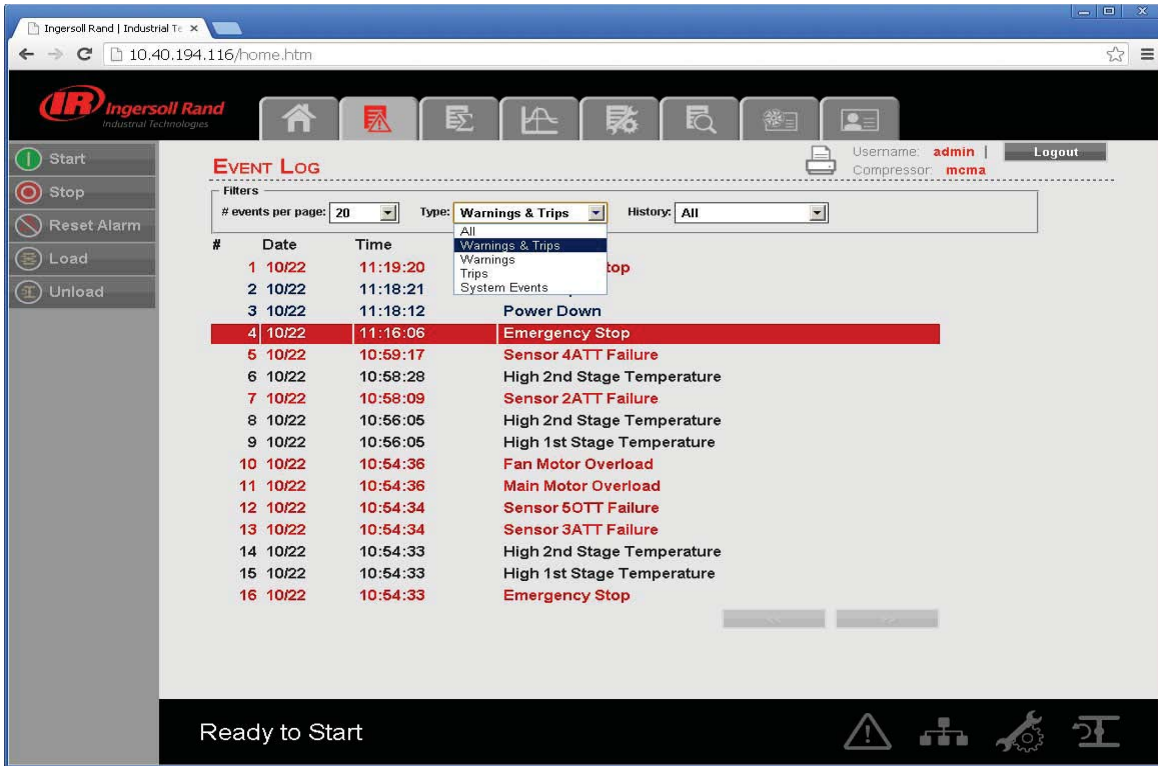 Ingersoll Rand | Industrial Te
10.40.194.116/home.htm
IR Ingersoll Rand
Industrial Technologies
Start
Stop
Reset Alarm
Load
Unload
EVENT LOG
Username: admin | Logout
Compressor: mcma
Filters
# events per page: 20 Type: Warnings & Trips History: All
All
Warnings & Trips
Warnings
Trips
System Events
# Date Time
1 10/22 11:19:20 top
2 10/22 11:18:21
3 10/22 11:18:12 Power Down
4 10/22 11:16:06 Emergency Stop
5 10/22 10:59:17 Sensor 4ATT Failure
6 10/22 10:58:28 High 2nd Stage Temperature
7 10/22 10:58:09 Sensor 2ATT Failure
8 10/22 10:56:05 High 2nd Stage Temperature
9 10/22 10:56:05 High 1st Stage Temperature
10 10/22 10:54:36 Fan Motor Overload
11 10/22 10:54:36 Main Motor Overload
12 10/22 10:54:34 Sensor 5OTT Failure
13 10/22 10:54:34 Sensor 3ATT Failure
14 10/22 10:54:33 High 2nd Stage Temperature
15 10/22 10:54:33 High 1st Stage Temperature
16 10/22 10:54:33 Emergency Stop
<< >>
Ready to Start